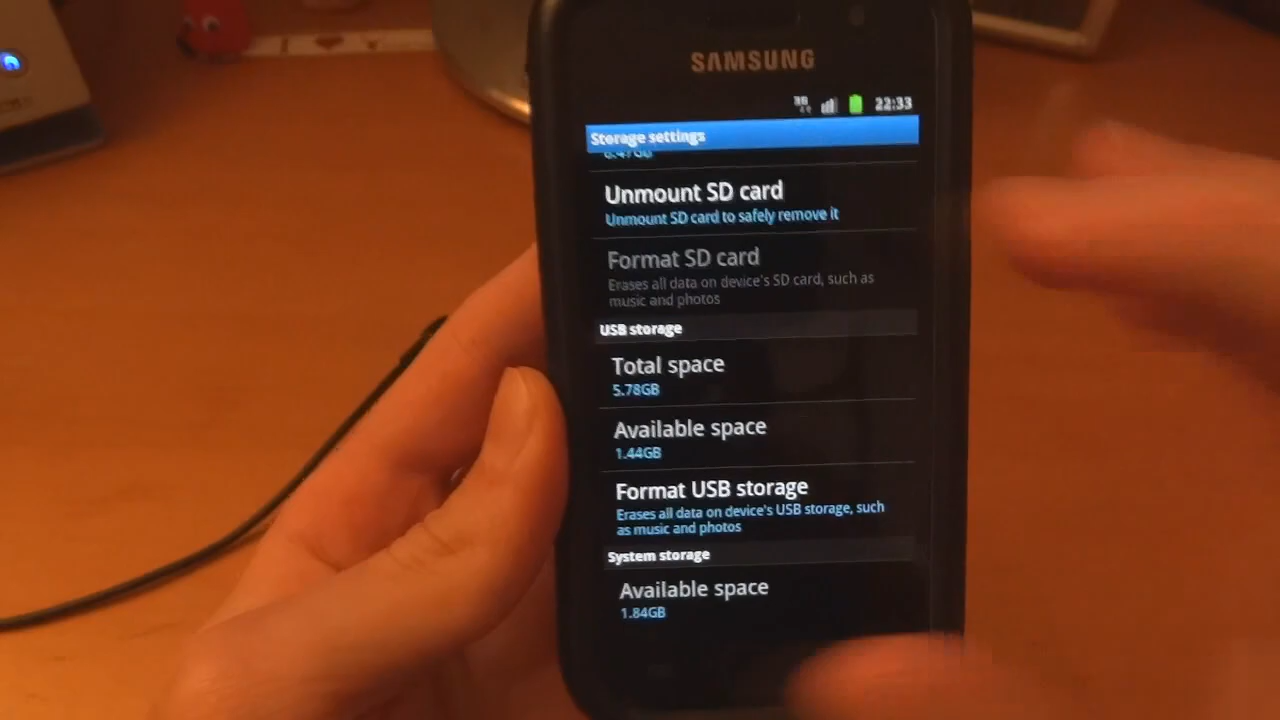 SAMSUNG
3G
22:33
Storage settings
Unmount SD card
Unmount SD card to safely remove it
Format SD card
Erases all data on device's SD card, such as
music and photos
USB storage
Total space
5.78GB
Available space
1.44GB
Format USB storage
Erases all data on device's USB storage, such
as music and photos
System storage
Available space
1.84GB